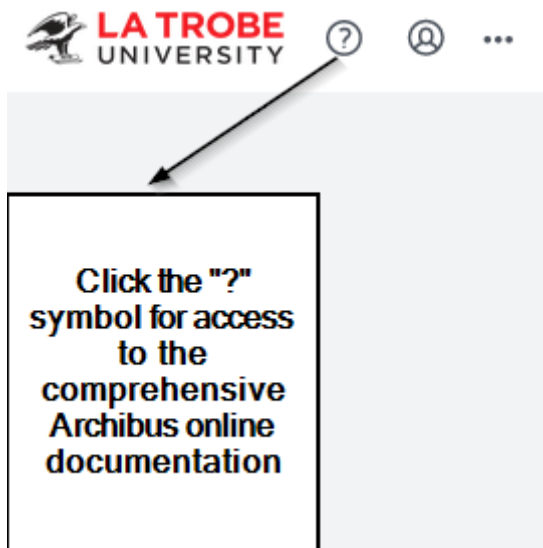 LA TROBE
UNIVERSITY
?
...
Click the "?"
symbol for access
to the
comprehensive
Archibus online
documentation